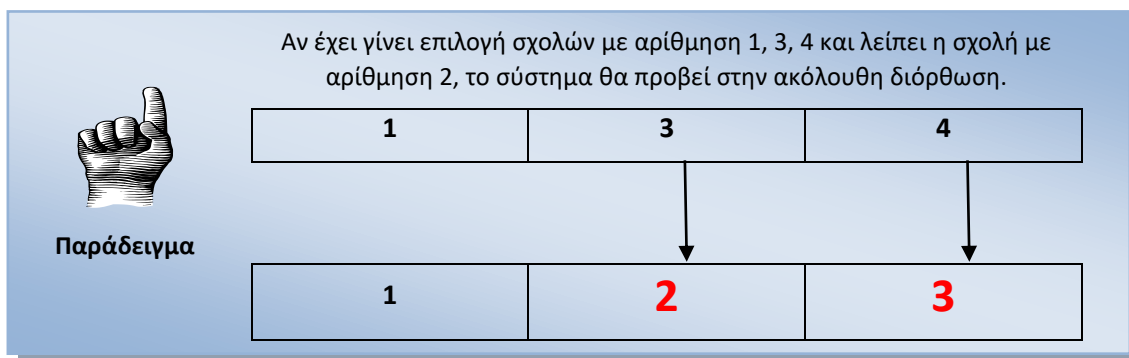 Αν έχει γίνει επιλογή σχολών με αρίθμηση 1, 3, 4 και λείπει η σχολή με
αρίθμηση 2, το σύστημα θα προβεί στην ακόλουθη διόρθωση.
1 3 4
Παράδειγμα
1 2 3